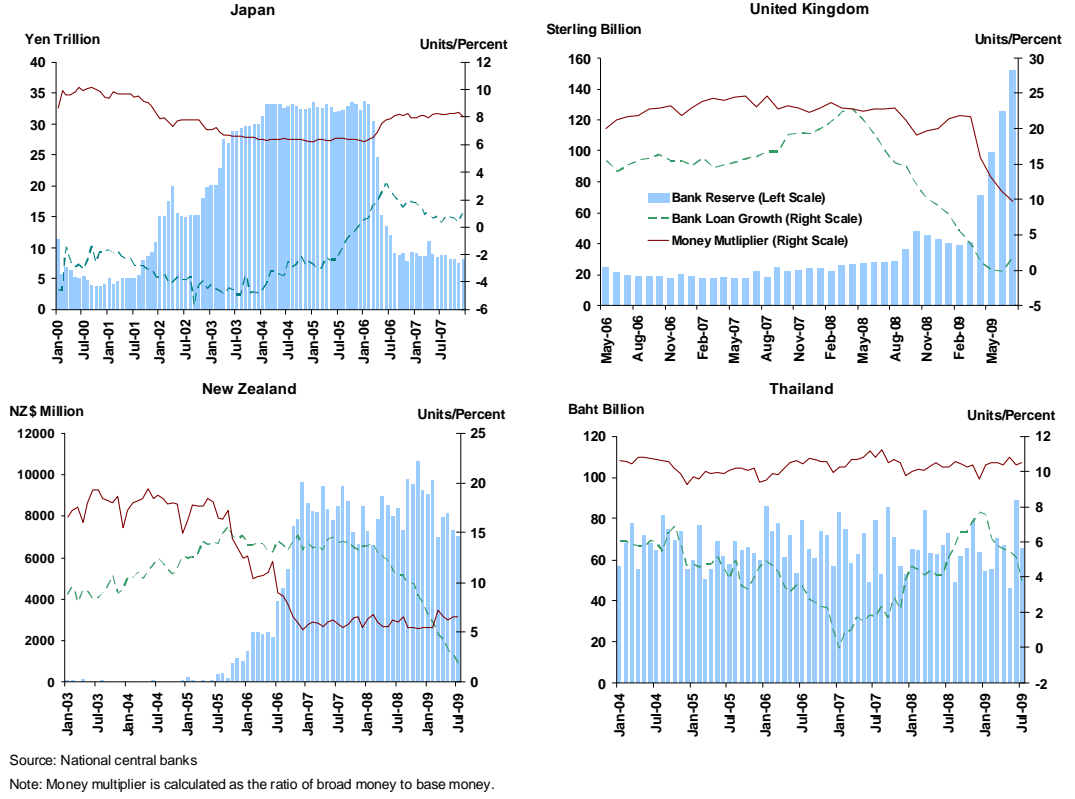 Japan
Yen Trillion
Units/Percent
40
35
30
25
20
15
10
5
0
12
10
8
6
4
2
0
-2
-4
-6
Jan-00
Jul-00
Jan-01
Jul-01
Jan-02
Jul-02
Jan-03
Jul-03
Jan-04
Jul-04
Jan-05
Jul-05
Jan-06
Jul-06
Jan-07
Jul-07
United Kingdom
Sterling Billion
Units/Percent
160
140
120
100
80
60
40
20
0
30
25
20
15
10
5
0
-5
Bank Reserve (Left Scale)
Bank Loan Growth (Right Scale)
Money Mutliplier (Right Scale)
May-06
Aug-06
Nov-06
Feb-07
May-07
Aug-07
Nov-07
Feb-08
May-08
Aug-08
Nov-08
Feb-09
May-09
New Zealand
NZ$ Million
Units/Percent
12000
10000
8000
6000
4000
2000
0
25
20
15
10
5
0
Jan-03
Jul-03
Jan-04
Jul-04
Jan-05
Jul-05
Jan-06
Jul-06
Jan-07
Jul-07
Jan-08
Jul-08
Jan-09
Jul-09
Thailand
Baht Billion
Units/Percent
120
100
80
60
40
20
0
12
10
8
6
4
2
0
-2
Jan-04
Jul-04
Jan-05
Jul-05
Jan-06
Jul-06
Jan-07
Jul-07
Jan-08
Jul-08
Jan-09
Jul-09
Source: National central banks
Note: Money multiplier is calculated as the ratio of broad money to base money.